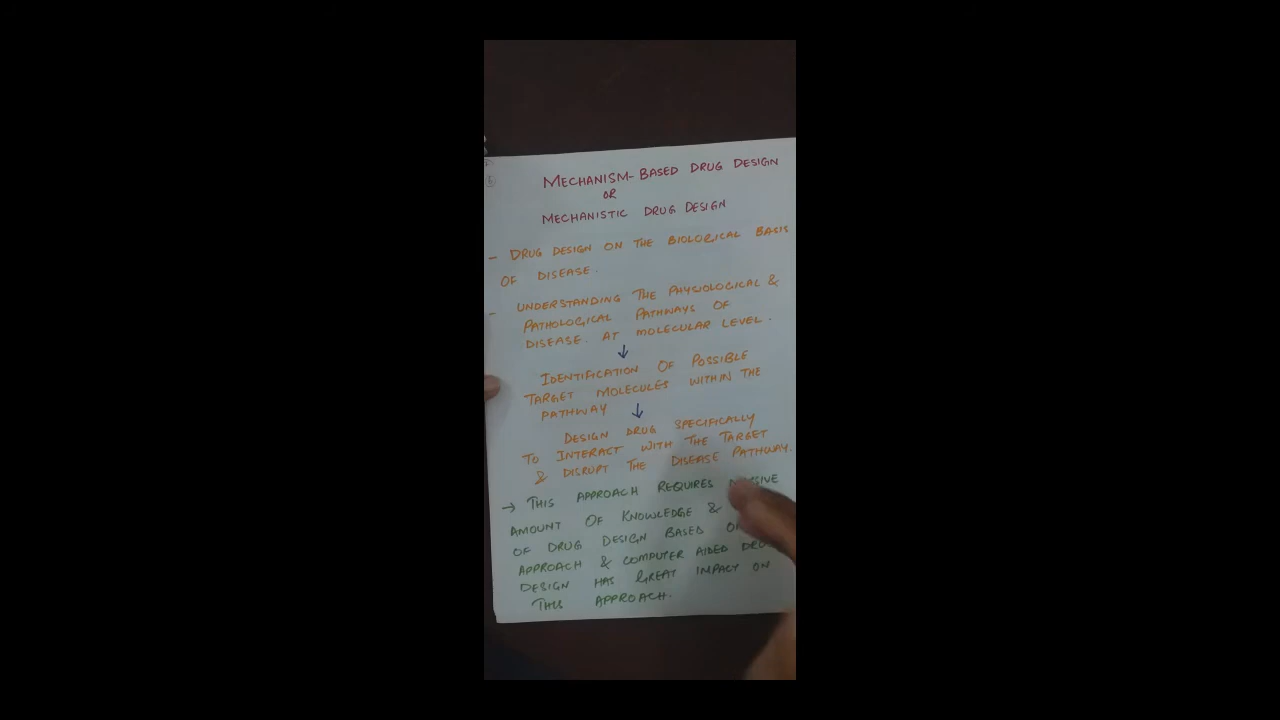 MECHANISM-BASED DRUG DESIGN
OR
MECHANISTIC DRUG DESIGN
- DRUG DESIGN ON THE BIOLOGICAL BASIS
OF DISEASE.
- UNDERSTANDING THE PHYSIOLOGICAL &
PATHOLOGICAL PATHWAYS OF
DISEASE. AT MOLECULAR LEVEL.
↓
IDENTIFICATION OF POSSIBLE
TARGET MOLECULES WITHIN THE
PATHWAY ↓
DESIGN DRUG SPECIFICALLY
TO INTERACT WITH THE TARGET
& DISRUPT THE DISEASE PATHWAY.
→ THIS APPROACH REQUIRES
AMOUNT OF KNOWLEDGE &
OF DRUG DESIGN BASED
APPROACH & COMPUTER AIDED DRUG
DESIGN HAS GREAT IMPACT ON
THIS APPROACH.